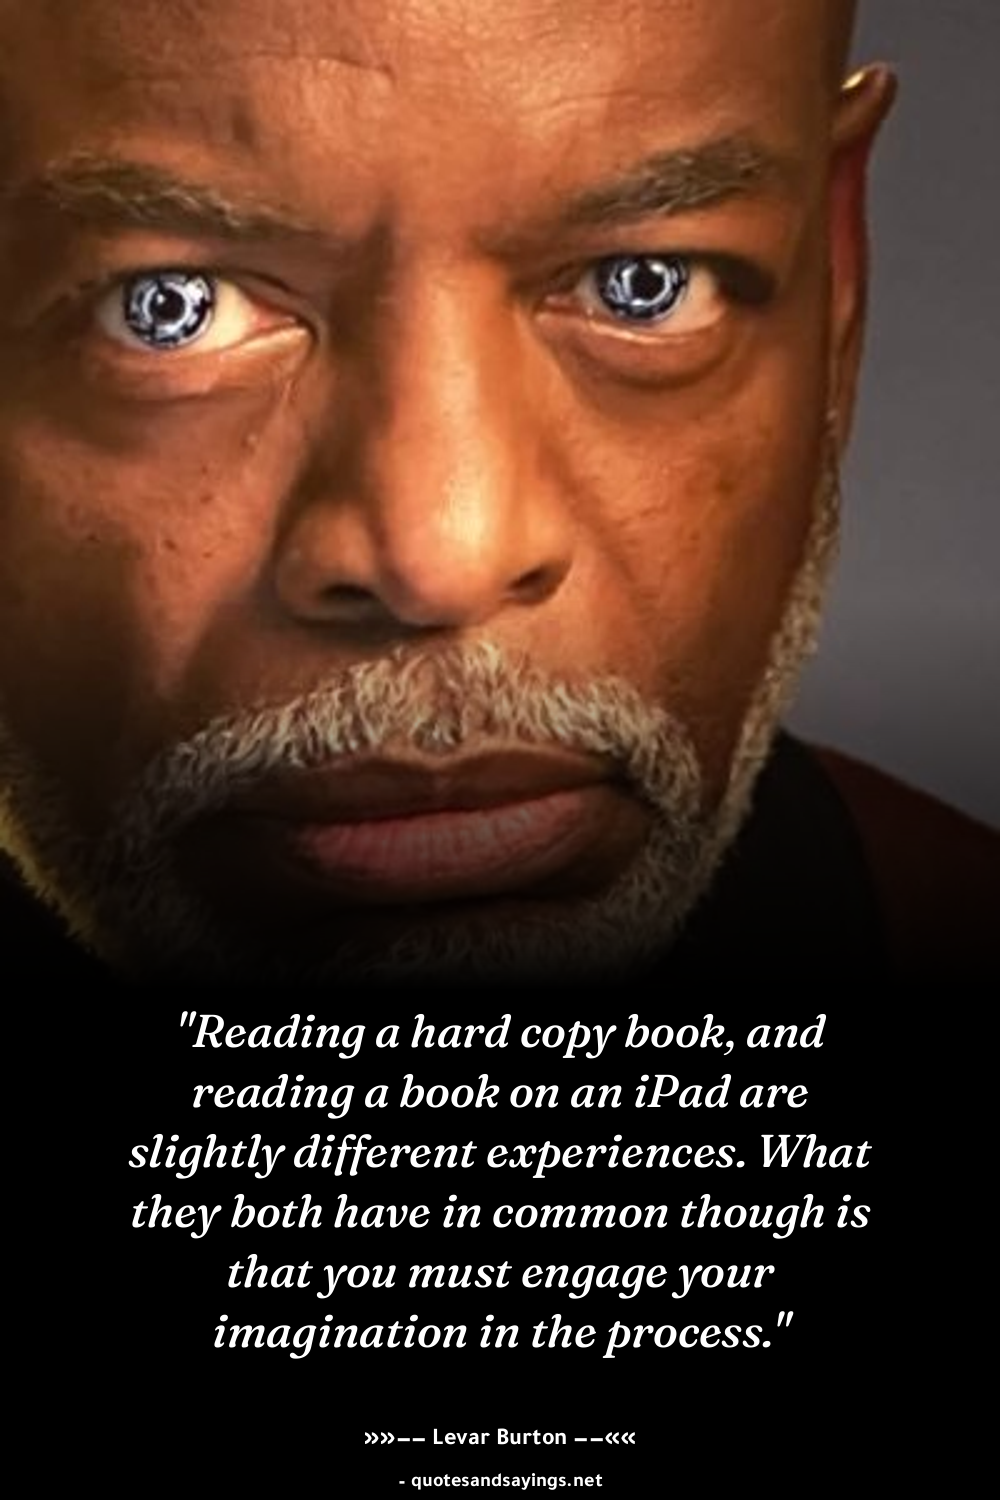 "Reading a hard copy book, and
reading a book on an iPad are
slightly different experiences. What
they both have in common though is
that you must engage your
imagination in the process."
»»–– Levar Burton ––««
- quotesandsayings.net